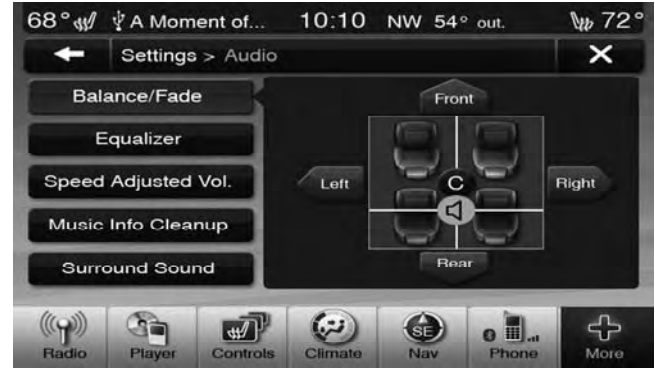 68° A Moment of... 10:10 NW 54° out. 72°
Settings > Audio
Balance/Fade
Equalizer
Speed Adjusted Vol.
Music Info Cleanup
Surround Sound
Front
Left
C
Right
Rear
Radio Player Controls Climate SE Nav Phone More